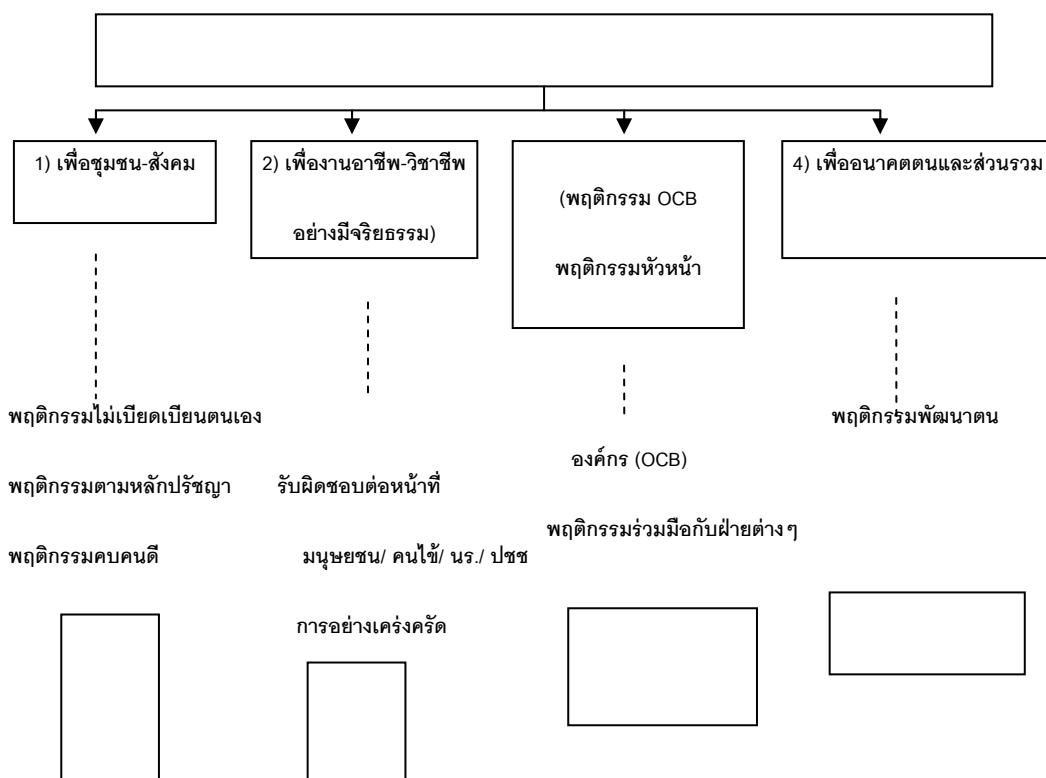 1) เพื่อชุมชน-สังคม
2) เพื่องานอาชีพ-วิชาชีพ
อย่างมีจริยธรรม)
(พฤติกรรม OCB
พฤติกรรมหัวหน้า
4) เพื่ออนาคตตนและส่วนรวม
พฤติกรรมไม่เบียดเบียนตนเอง
พฤติกรรมตามหลักปรัชญา
พฤติกรรมคบคนดี
รับผิดชอบต่อหน้าที่
มนุษยชน/ คนไข้/ นร./ ปชช
การอย่างเคร่งครัด
องค์กร (OCB)
พฤติกรรมร่วมมือกับฝ่ายต่างๆ
พฤติกรรมพัฒนาตน